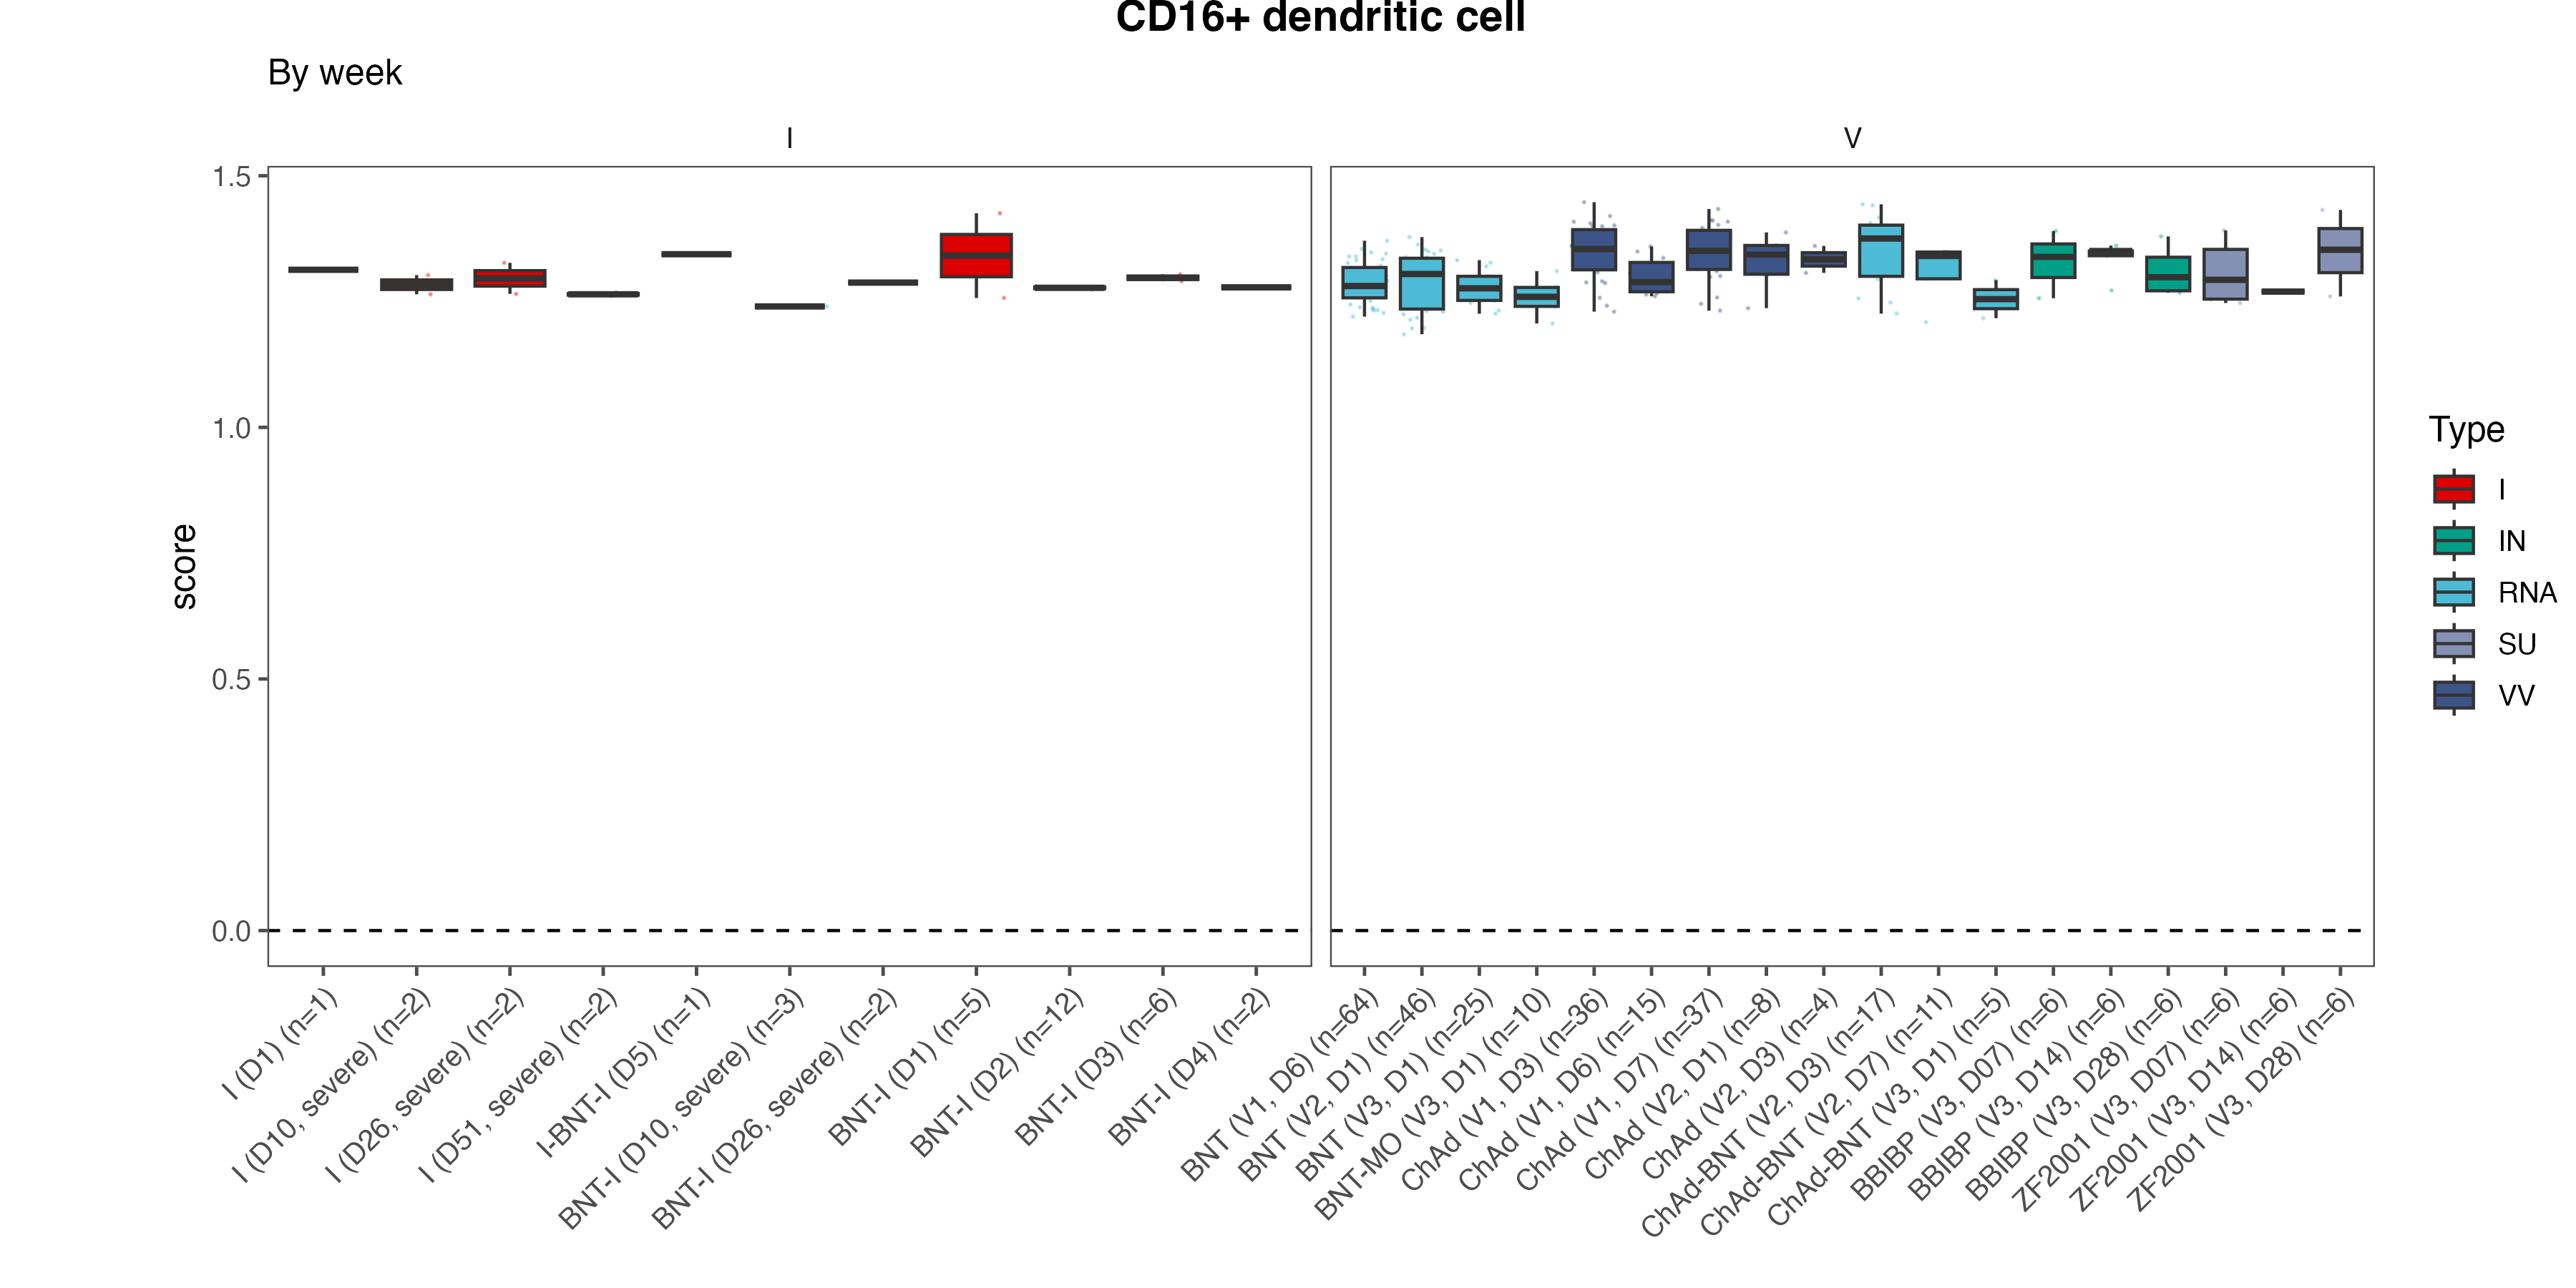 CD16+ dendritic cell
By week
I
V
score
1.5
1.0
0.5
0.0
I (D1) (n=1)
I (D10, severe) (n=2)
I (D26, severe) (n=2)
I (D51, severe) (n=2)
I-BNT-I (D5) (n=1)
BNT-I (D10, severe) (n=3)
BNT-I (D26, severe) (n=2)
BNT-I (D1) (n=5)
BNT-I (D2) (n=12)
BNT-I (D3) (n=6)
BNT-I (D4) (n=2)
BNT (V1, D6) (n=64)
BNT (V2, D1) (n=46)
BNT (V3, D1) (n=25)
BNT-MO (V3, D1) (n=10)
ChAd (V1, D3) (n=36)
ChAd (V1, D6) (n=15)
ChAd (V1, D7) (n=37)
ChAd (V2, D1) (n=8)
ChAd (V2, D3) (n=4)
ChAd-BNT (V2, D3) (n=17)
ChAd-BNT (V2, D7) (n=11)
ChAd-BNT (V3, D1) (n=5)
BBIBP (V3, D07) (n=6)
BBIBP (V3, D14) (n=6)
BBIBP (V3, D28) (n=6)
ZF2001 (V3, D07) (n=6)
ZF2001 (V3, D14) (n=6)
ZF2001 (V3, D28) (n=6)
Type
I
IN
RNA
SU
VV